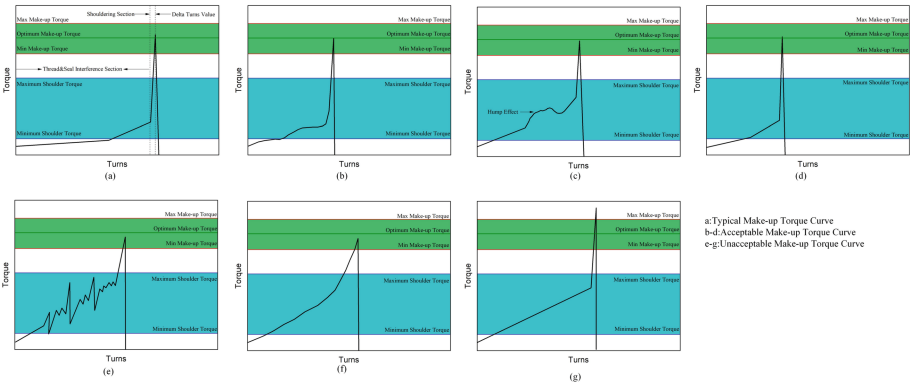 Shouldering Section
Delta Turns Value
Max Make-up Torque
Optimum Make-up Torque
Min Make-up Torque
Thread&Seal Interference Section
Maximum Shoulder Torque
Minimum Shoulder Torque
Torque
Turns
(a)
Max Make-up Torque
Optimum Make-up Torque
Min Make-up Torque
Maximum Shoulder Torque
Minimum Shoulder Torque
Torque
Turns
(b)
Max Make-up Torque
Optimum Make-up Torque
Min Make-up Torque
Maximum Shoulder Torque
Hump Effect
Minimum Shoulder Torque
Torque
Turns
(c)
Max Make-up Torque
Optimum Make-up Torque
Min Make-up Torque
Maximum Shoulder Torque
Minimum Shoulder Torque
Torque
Turns
(d)
Max Make-up Torque
Optimum Make-up Torque
Min Make-up Torque
Maximum Shoulder Torque
Minimum Shoulder Torque
Torque
Turns
(e)
Max Make-up Torque
Optimum Make-up Torque
Min Make-up Torque
Maximum Shoulder Torque
Minimum Shoulder Torque
Torque
Turns
(f)
Max Make-up Torque
Optimum Make-up Torque
Min Make-up Torque
Maximum Shoulder Torque
Minimum Shoulder Torque
Torque
Turns
(g)
a:Typical Make-up Torque Curve
b-d:Acceptable Make-up Torque Curve
e-g:Unacceptable Make-up Torque Curve